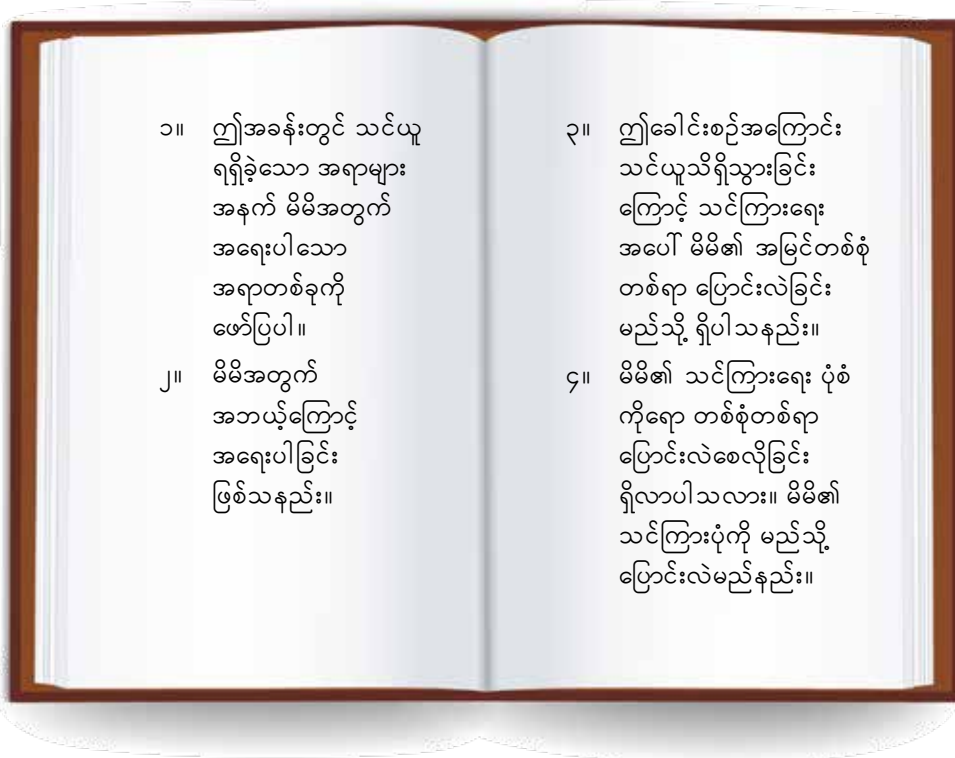 ၁။ ဤအခန်းတွင် သင်ယူ
ရရှိခဲ့သော အရာများ
အနက် မိမိအတွက်
အရေးပါသော
အရာတစ်ခုကို
ဖော်ပြပါ။
၂။ မိမိအတွက်
အဘယ့်ကြောင့်
အရေးပါခြင်း
ဖြစ်သနည်း။
၃။ ဤခေါင်းစဉ်အကြောင်း
သင်ယူသိရှိသွားခြင်း
ကြောင့် သင်ကြားရေး
အပေါ် မိမိ၏ အမြင်တစ်စုံ
တစ်ရာ ပြောင်းလဲခြင်း
မည်သို့ ရှိပါသနည်း။
၄။ မိမိ၏ သင်ကြားရေး ပုံစံ
ကိုရော တစ်စုံတစ်ရာ
ပြောင်းလဲစေလိုခြင်း
ရှိလာပါသလား။ မိမိ၏
သင်ကြားပုံကို မည်သို့
ပြောင်းလဲမည်နည်း။